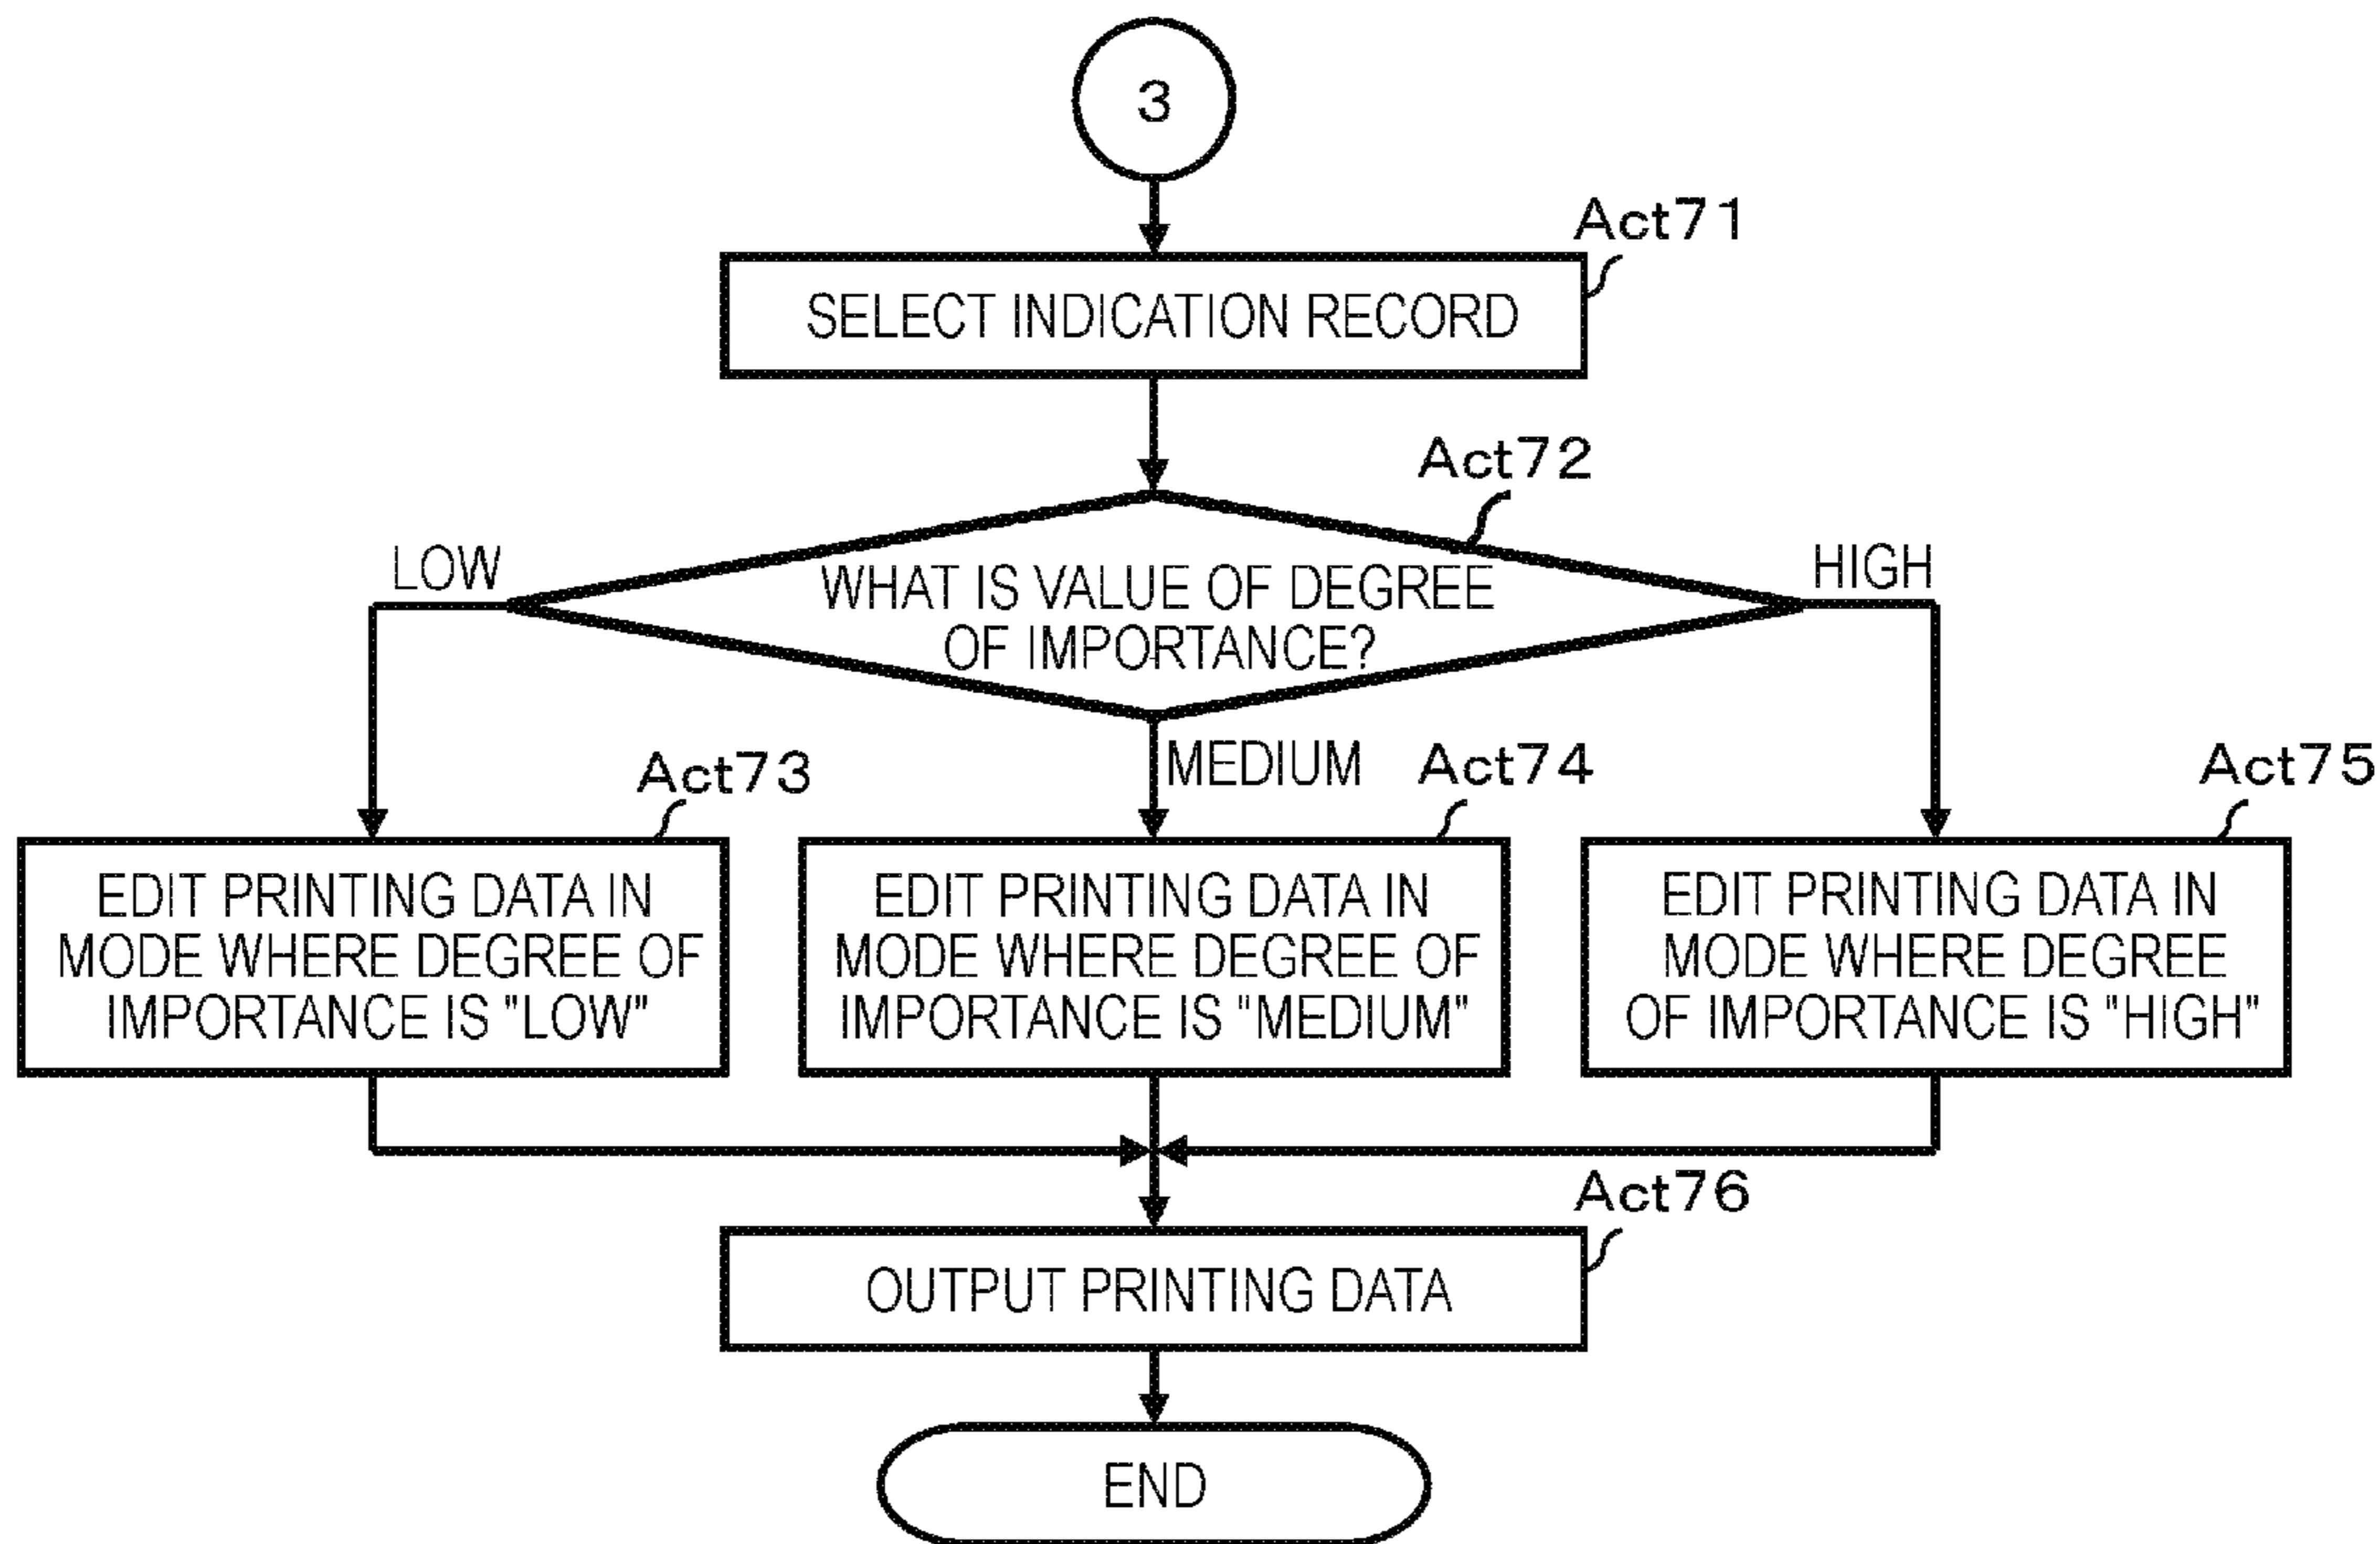 3
Act71
SELECT INDICATION RECORD
Act72
LOW
HIGH
WHAT IS VALUE OF DEGREE
OF IMPORTANCE?
MEDIUM
Act73
Act74
Act75
EDIT PRINTING DATA IN
MODE WHERE DEGREE OF
IMPORTANCE IS "LOW"
EDIT PRINTING DATA IN
MODE WHERE DEGREE OF
IMPORTANCE IS "MEDIUM"
EDIT PRINTING DATA IN
MODE WHERE DEGREE
OF IMPORTANCE IS "HIGH"
Act76
OUTPUT PRINTING DATA
END